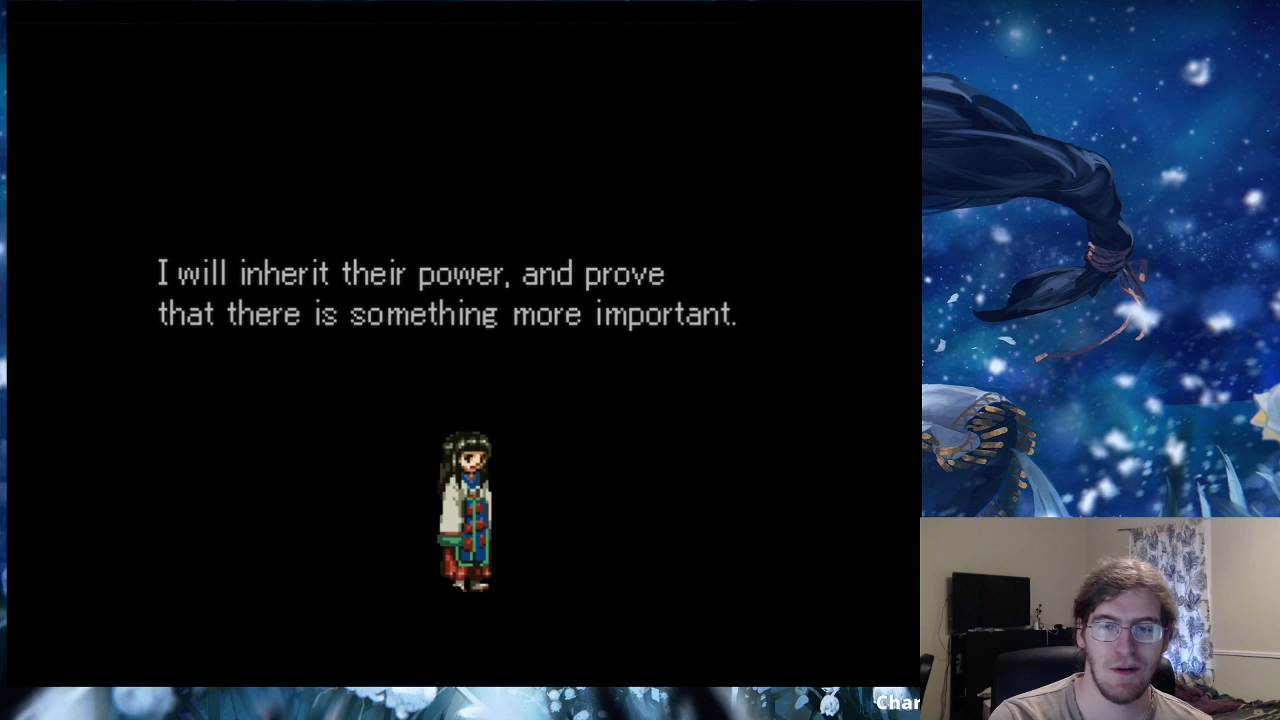 I will inherit their power, and prove
that there is something more important.
Char